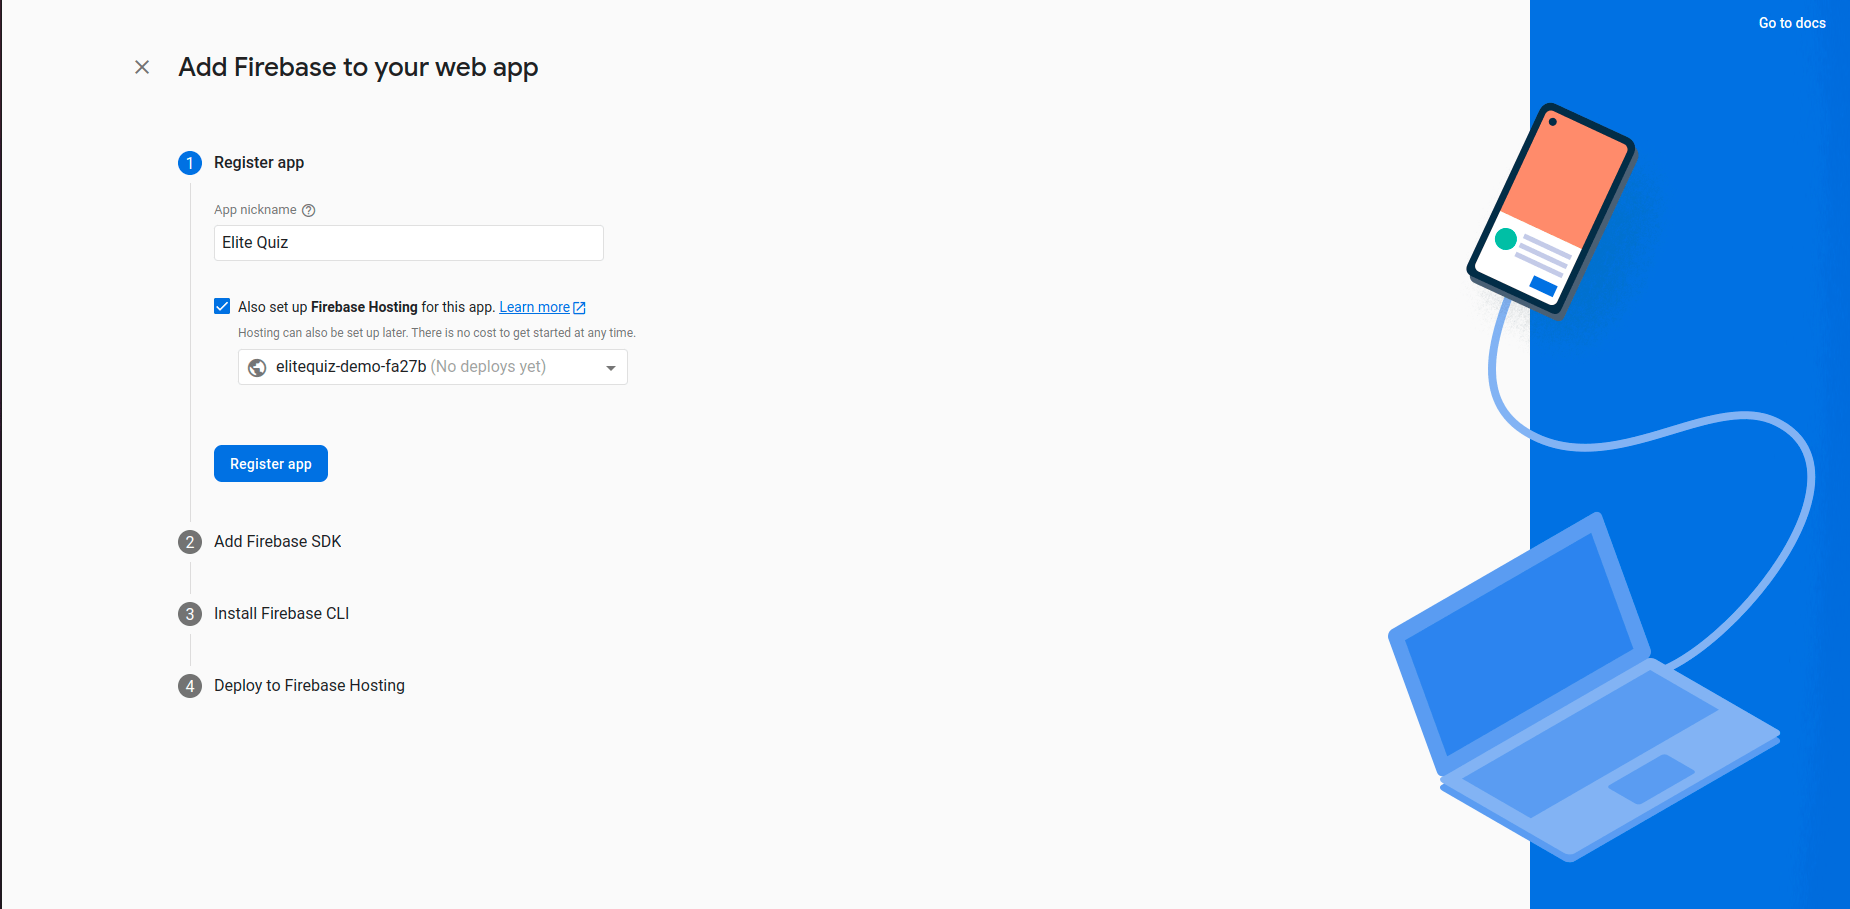 Go to docs
Add Firebase to your web app
1 Register app
App nickname
Elite Quiz
Also set up Firebase Hosting for this app. Learn more
Hosting can also be set up later. There is no cost to get started at any time.
elitequiz-demo-fa27b (No deploys yet)
Register app
2 Add Firebase SDK
3 Install Firebase CLI
4 Deploy to Firebase Hosting